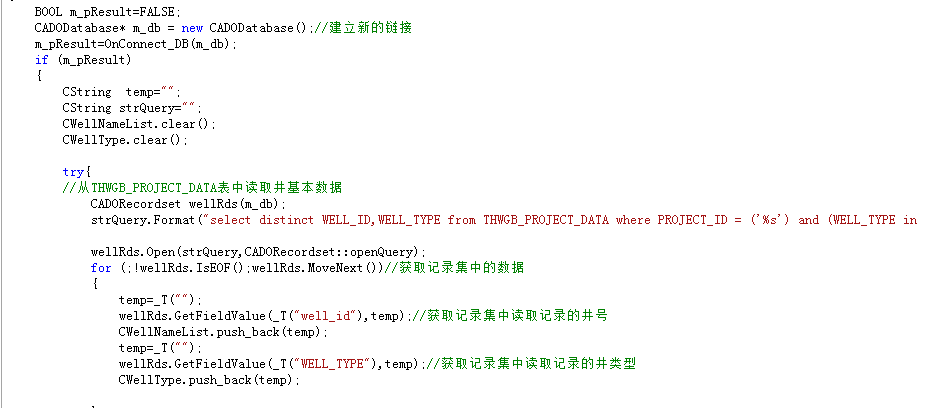 BOOL m_pResult=FALSE;
CADODatabase* m_db = new CADODatabase();//建立新的链接
m_pResult=OnConnect_DB(m_db);
if (m_pResult)
{
CString  temp="";
CString strQuery="";
CWellNameList.clear();
CWellType.clear();
try{
//从THWGB_PROJECT_DATA表中读取井基本数据
CADORecordset wellRds(m_db);
strQuery.Format("select distinct WELL_ID,WELL_TYPE from THWGB_PROJECT_DATA where PROJECT_ID = ('%s') and (WELL_TYPE in
wellRds.Open(strQuery,CADORecordset::openQuery);
for (;!wellRds.IsEOF();wellRds.MoveNext())//获取记录集中的数据
{
temp=_T("");
wellRds.GetFieldValue(_T("well_id"),temp);//获取记录集中读取记录的井号
CWellNameList.push_back(temp);
temp=_T("");
wellRds.GetFieldValue(_T("WELL_TYPE"),temp);//获取记录集中读取记录的井类型
CWellType.push_back(temp);